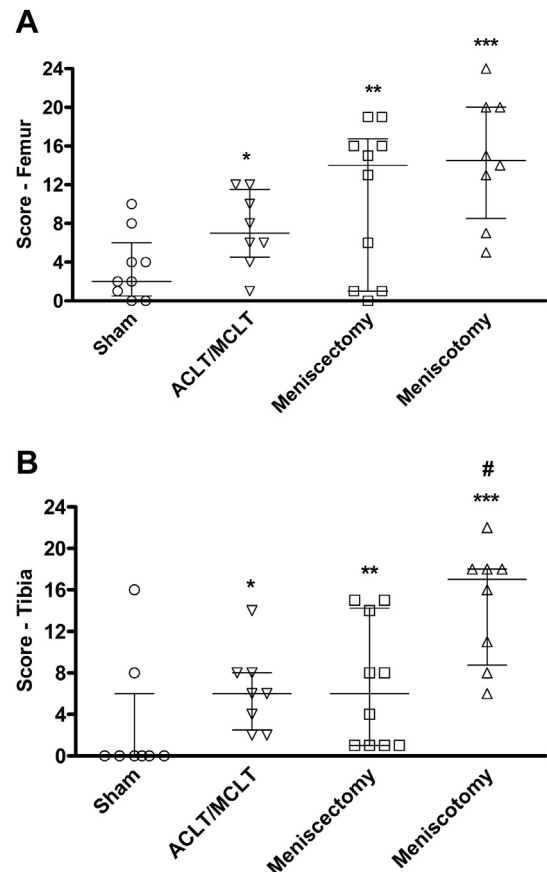 A
***
24
**
20
*
16
12
8
4
0
Score - Femur
Sham
ACLT/MCLT
Meniscectomy
Meniscotomy
B
#
***
24
**
20
*
16
12
8
4
0
Score - Tibia
Sham
ACLT/MCLT
Meniscectomy
Meniscotomy